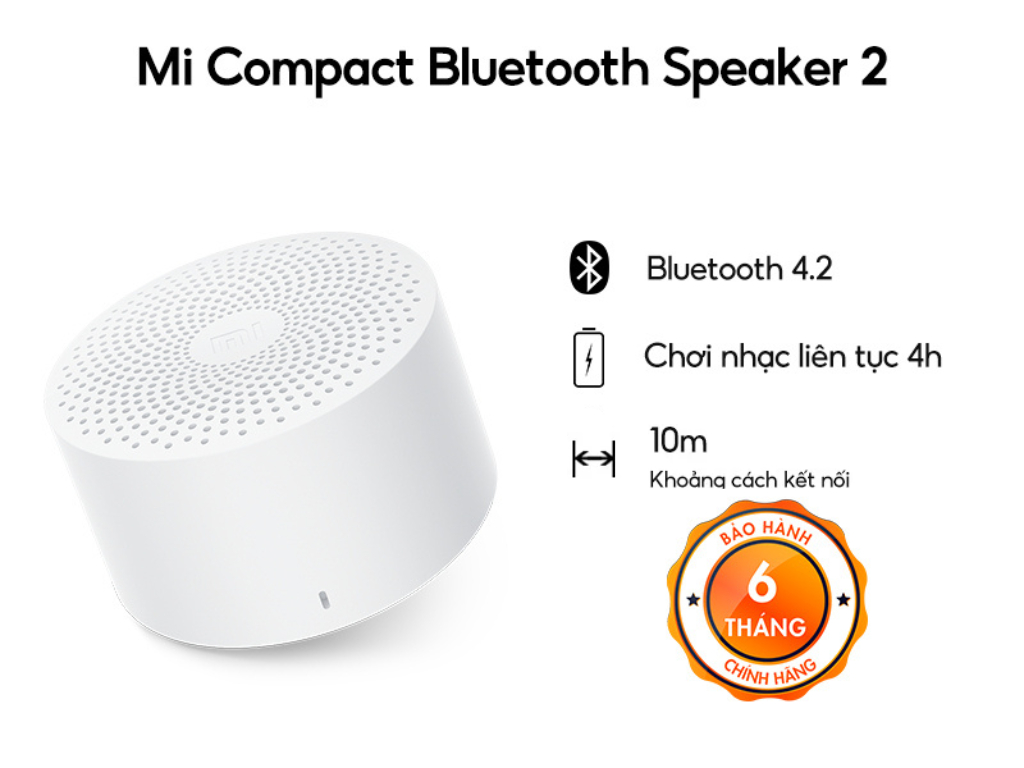 Mi Compact Bluetooth Speaker 2
mi
Bluetooth 4.2
Chơi nhạc liên tục 4h
10m
Khoảng cách kết nối
BẢO HÀNH
6
THÁNG
CHÍNH HÃNG